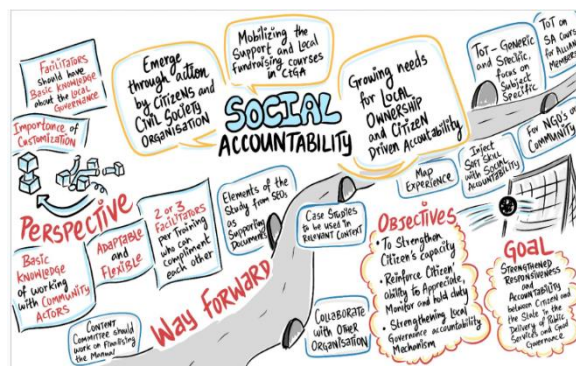 FACILITATORS
should have
BASIC KNOWLEDGE
about the LOCAL
GOVERNANCE
Importance of
CUSTOMIZATION
PERSPECTIVE
Basic
KNOWLEDGE
of working
with COMMUNITY
ACTORS
ADAPTABLE
and
FLEXIBLE
2 or 3
FACILITATORS
per Training
who can
compliment
each other
CONTENT
COMMITTEE should
work on finalising
the Manual
Emerge
through action
by CITIZENS and
CIVIL SOCIETY
ORGANISATION
Mobilizing the
Support and Local
Fundraising courses
in CtGA
SOCIAL
ACCOUNTABILITY
Growing needs
for LOCAL
OWNERSHIP
and CITIZEN
DRIVEN ACCOUNTABILITY
Elements of the
STUDY from SEOs
as
Supporting
Documents
WAY FORWARD
CASE STUDIES
to be used in
RELEVANT CONTEXT
COLLABORATE
with OTHER
ORGANISATION
ToT - GENERIC
and Specific,
focus on
Subject
Specific
ToT on
SA COURSE
for ALLIANCE
MEMBERS
MAP
EXPERIENCE
Inject
SOFT SKILL
with SOCIAL
ACCOUNTABILITY
FOR NGO's or
COMMUNITY
OBJECTIVES
• To STRENGTHEN
CITIZEN'S CAPACITY
• REINFORCE CITIZEN'
ability to APPRECIATE,
MONITOR and hold duty
• STRENGTHENING LOCAL
GOVERNANCE ACCOUNTABILITY
MECHANISM
GOAL
STRENGTHENED
RESPONSIVENESS
and
ACCOUNTABILITY
between CITIZEN and
the STATE in the
DELIVERY of PUBLIC
SERVICES and GOOD
GOVERNANCE